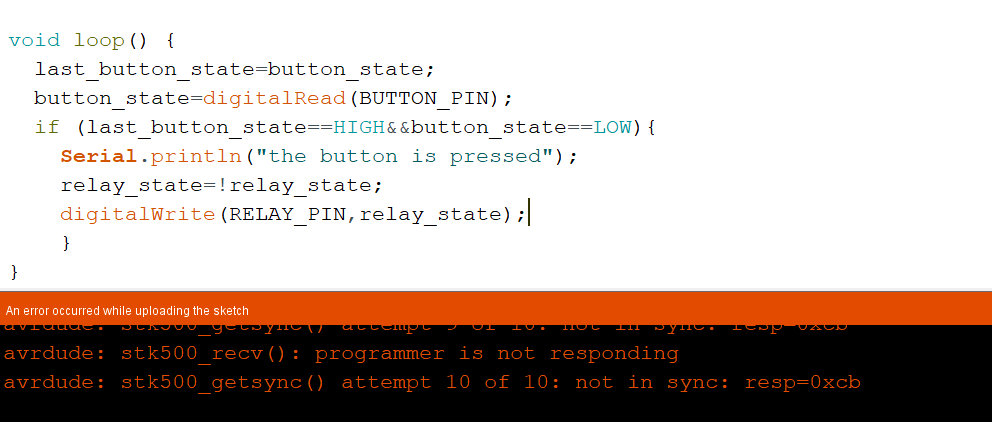 void loop() {
last_button_state=button_state;
button_state=digitalRead(BUTTON_PIN);
if (last_button_state==HIGH&&button_state==LOW){
Serial.println("the button is pressed");
relay_state=!relay_state;
digitalWrite(RELAY_PIN,relay_state);
}
}
An error occurred while uploading the sketch
avrdude: stk500_getsync() attempt 9 of 10: not in sync: resp=0xcb
avrdude: stk500_recv(): programmer is not responding
avrdude: stk500_getsync() attempt 10 of 10: not in sync: resp=0xcb